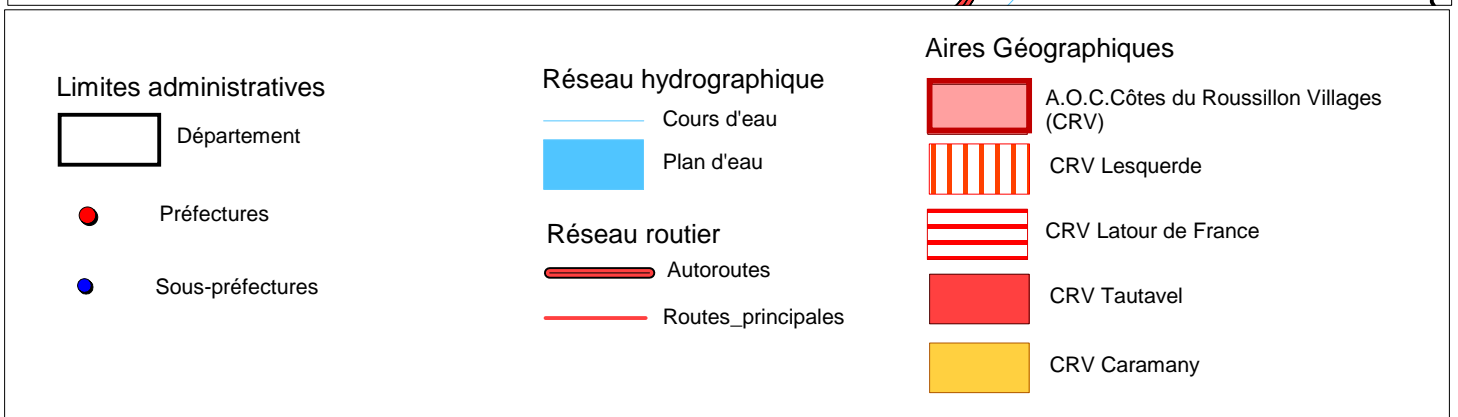 Limites administratives
Département
Préfectures
Sous-préfectures
Réseau hydrographique
Cours d'eau
Plan d'eau
Réseau routier
Autoroutes
Routes_principales
Aires Géographiques
A.O.C.Côtes du Roussillon Villages
(CRV)
CRV Lesquerde
CRV Latour de France
CRV Tautavel
CRV Caramany